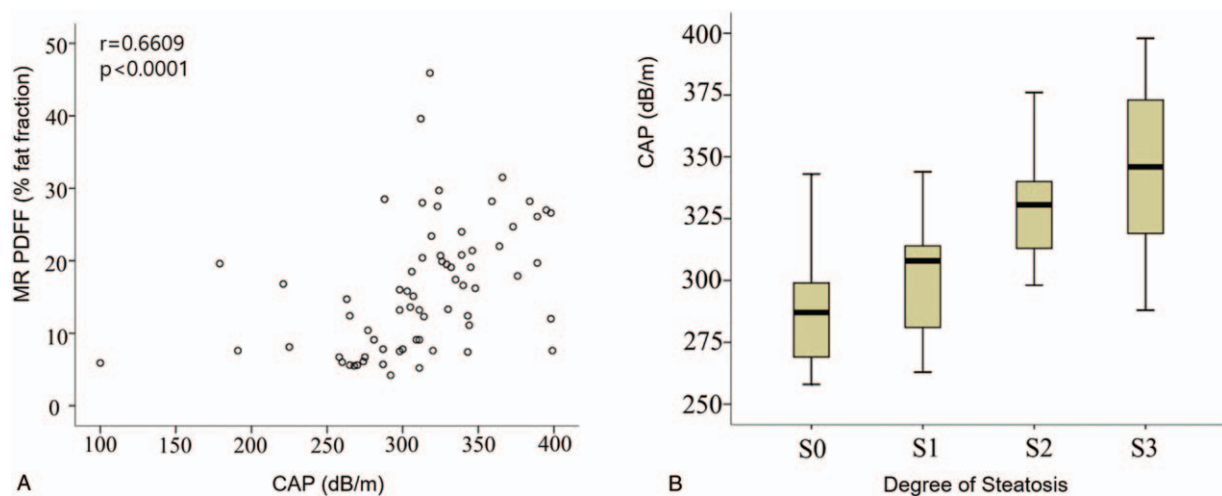 r=0.6609
p<0.0001
MR PDFF (% fat fraction)
50
40
30
20
10
0
100 150 200 250 300 350 400
A CAP (dB/m)
CAP (dB/m)
400
375
350
325
300
275
250
S0 S1 S2 S3
B Degree of Steatosis